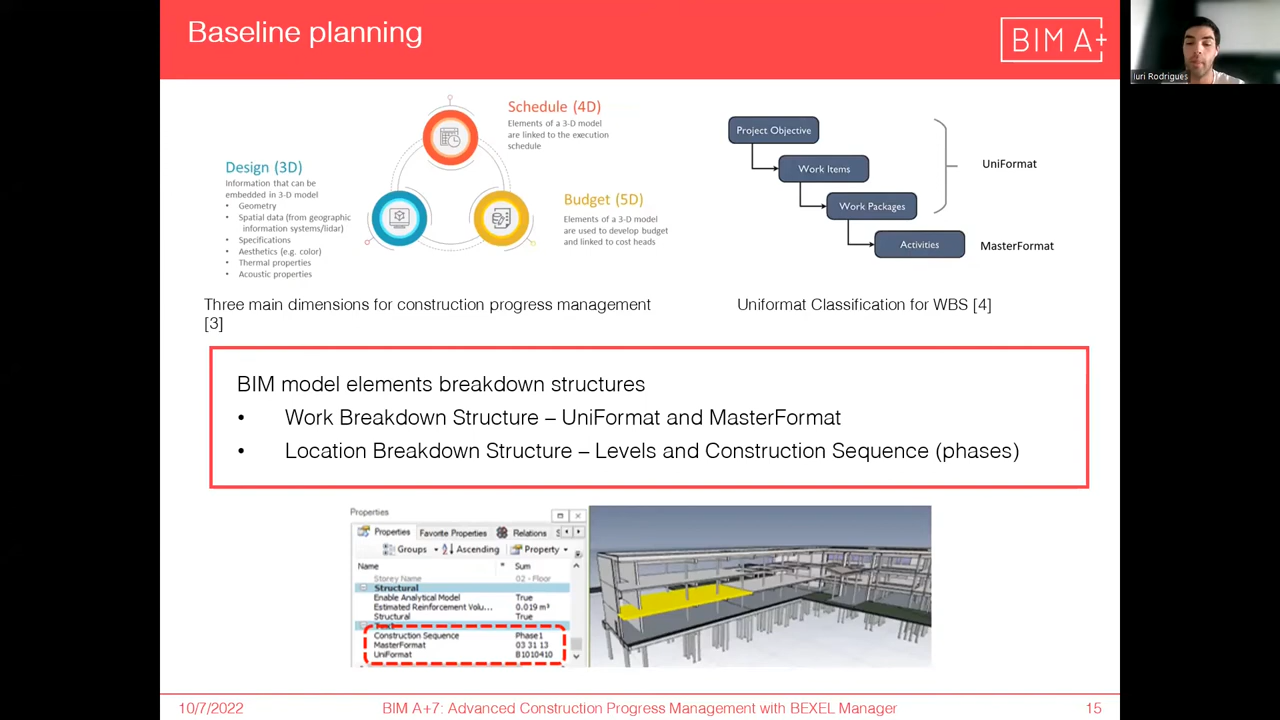 Baseline planning
BIM A+
Iuri Rodrigues
Schedule (4D)
Elements of a 3-D model
are linked to the execution
schedule
Design (3D)
Information that can be
embedded in 3-D model
• Geometry
• Spatial data (from geographic
information systems/lidar)
• Specifications
• Aesthetics (e.g. color)
• Thermal properties
• Acoustic properties
Budget (5D)
Elements of a 3-D model
are used to develop budget
and linked to cost heads
Project Objective
Work Items
Work Packages
Activities
UniFormat
MasterFormat
Three main dimensions for construction progress management
[3]
Uniformat Classification for WBS [4]
BIM model elements breakdown structures
• Work Breakdown Structure – UniFormat and MasterFormat
• Location Breakdown Structure – Levels and Construction Sequence (phases)
Properties
Properties Favorite Properties Relations S
Groups Ascending Property
Name Sum
Storey Name 02 - Floor
Structural
Enable Analytical Model True
Estimated Reinforcement Volu... 0.019 m³
Structural True
Text
Construction Sequence Phase1
MasterFormat 03 31 13
UniFormat B1010410
10/7/2022
BIM A+7: Advanced Construction Progress Management with BEXEL Manager
15